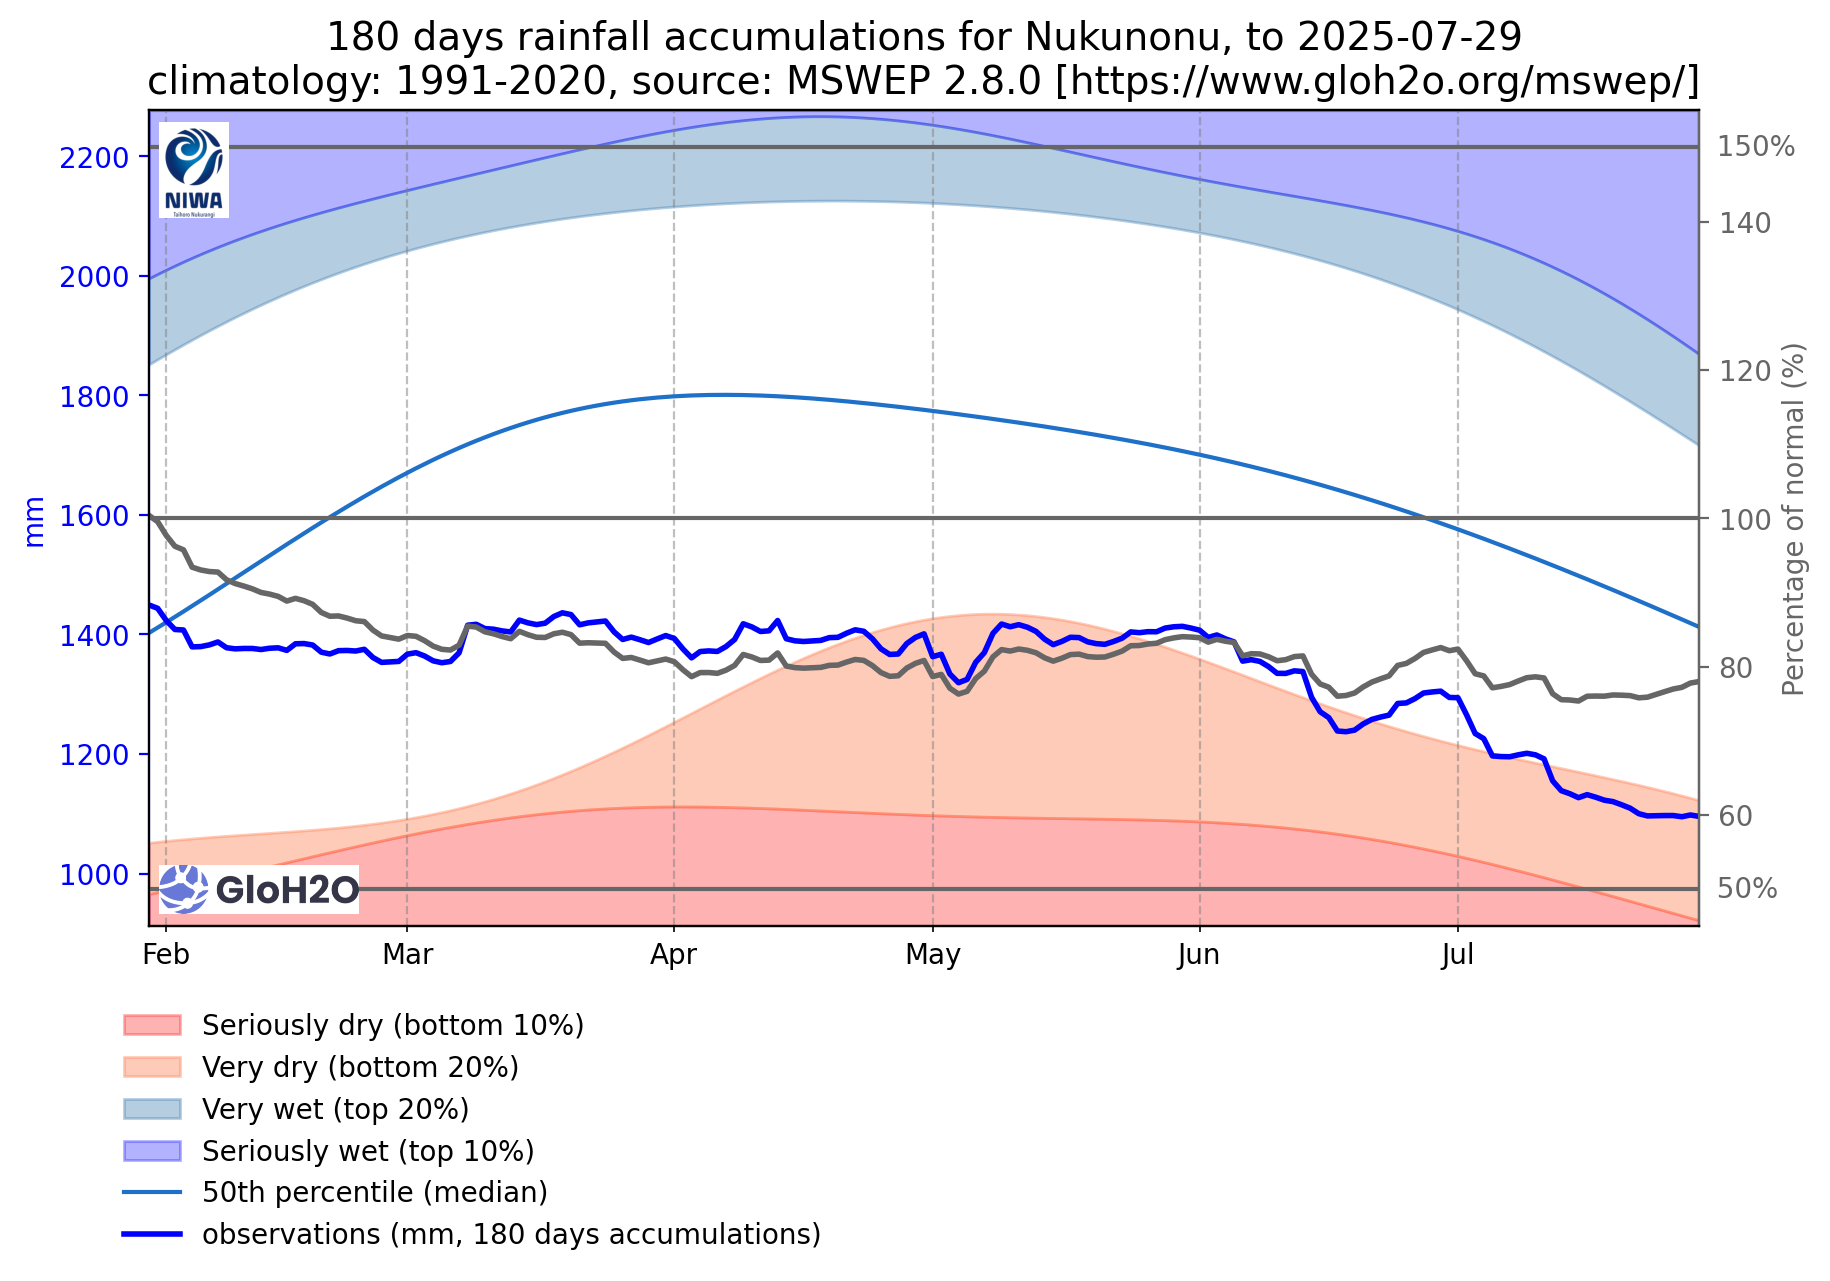 180 days rainfall accumulations for Nukunonu, to 2025-07-29
climatology: 1991-2020, source: MSWEP 2.8.0 [https://www.gloh2o.org/mswep/]
NIWA
Taihoro Nukurangi
2200
2000
1800
1600
1400
1200
1000
mm
150%
140
120
100
80
60
50%
Percentage of normal (%)
GloH2O
Feb
Mar
Apr
May
Jun
Jul
Seriously dry (bottom 10%)
Very dry (bottom 20%)
Very wet (top 20%)
Seriously wet (top 10%)
50th percentile (median)
observations (mm, 180 days accumulations)